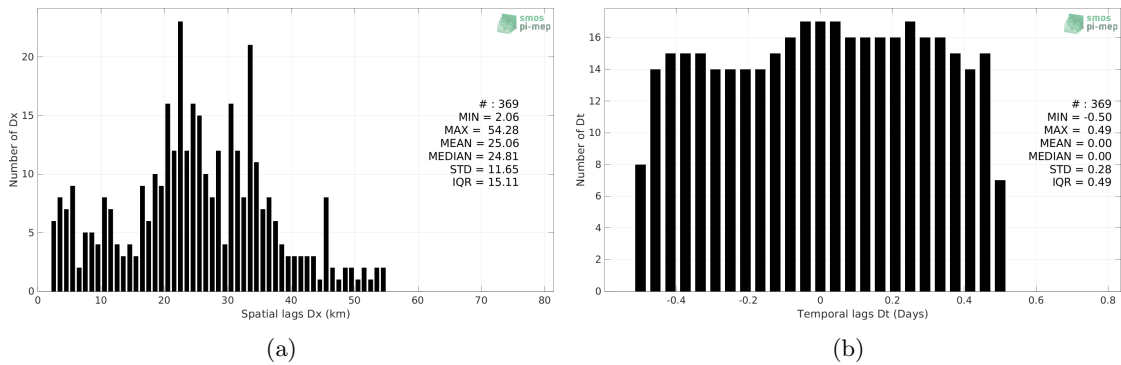 smos
pi-mep
Number of Dx
20
15
10
5
0
# : 369
MIN = 2.06
MAX = 54.28
MEAN = 25.06
MEDIAN = 24.81
STD = 11.65
IQR = 15.11
0 10 20 30 40 50 60 70 80
Spatial lags Dx (km)
(a)
smos
pi-mep
Number of Dt
16
14
12
10
8
6
4
2
0
# : 369
MIN = -0.50
MAX = 0.49
MEAN = 0.00
MEDIAN = 0.00
STD = 0.28
IQR = 0.49
-0.4 -0.2 0 0.2 0.4 0.6 0.8
Temporal lags Dt (Days)
(b)